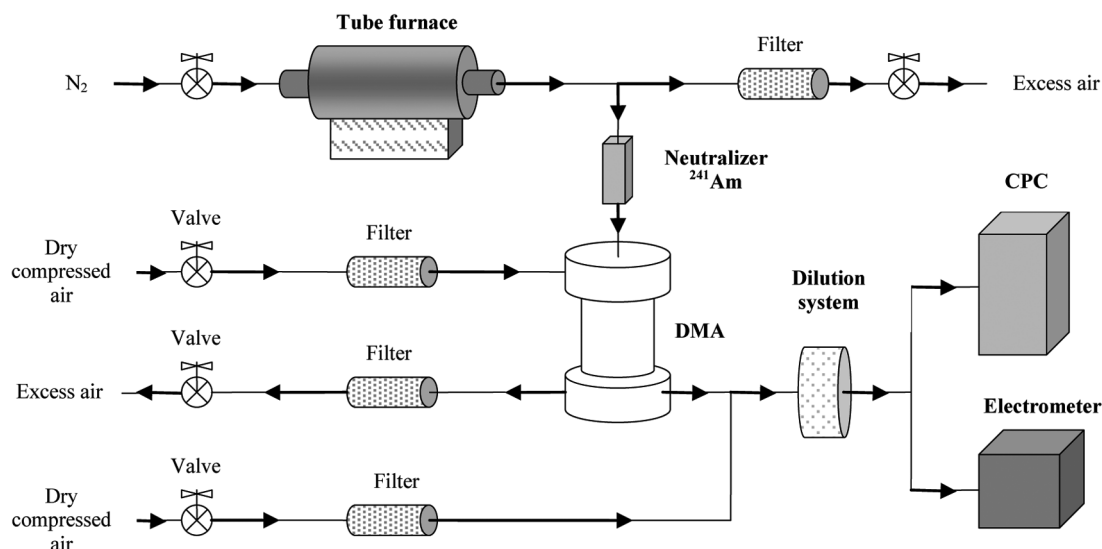 Tube furnace
Filter
N₂
Excess air
Neutralizer
²⁴¹Am
CPC
Valve
Filter
Dry
compressed
air
Dilution
system
DMA
Valve
Filter
Excess air
Electrometer
Valve
Filter
Dry
compressed
air